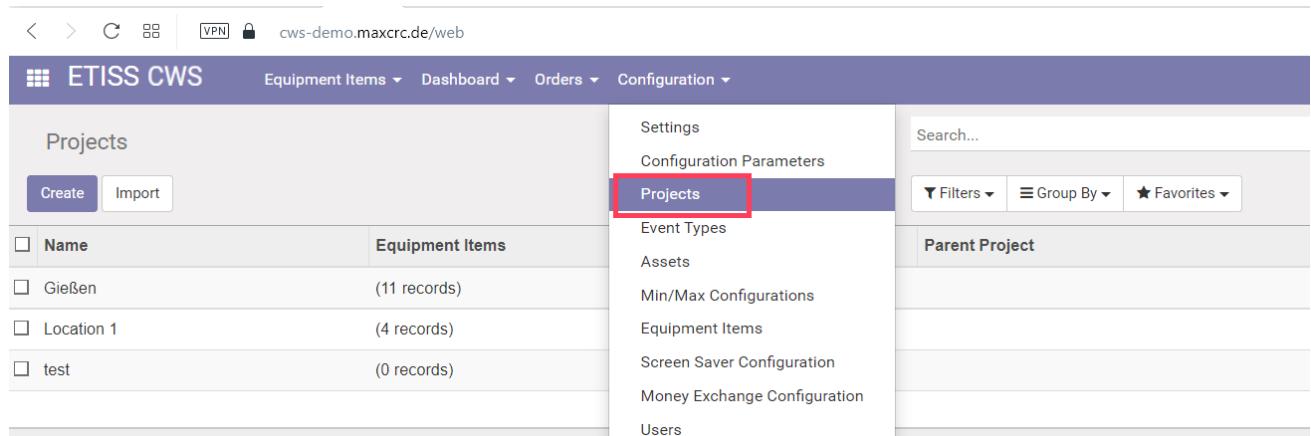 VPN cws-demo.maxcrc.de/web
ETISS CWS Equipment Items Dashboard Orders Configuration
Projects
Create Import
Settings
Configuration Parameters
Projects
Event Types
Assets
Min/Max Configurations
Equipment Items
Screen Saver Configuration
Money Exchange Configuration
Users
Search...
Filters Group By Favorites
Name Equipment Items Parent Project
Gießen (11 records)
Location 1 (4 records)
test (0 records)